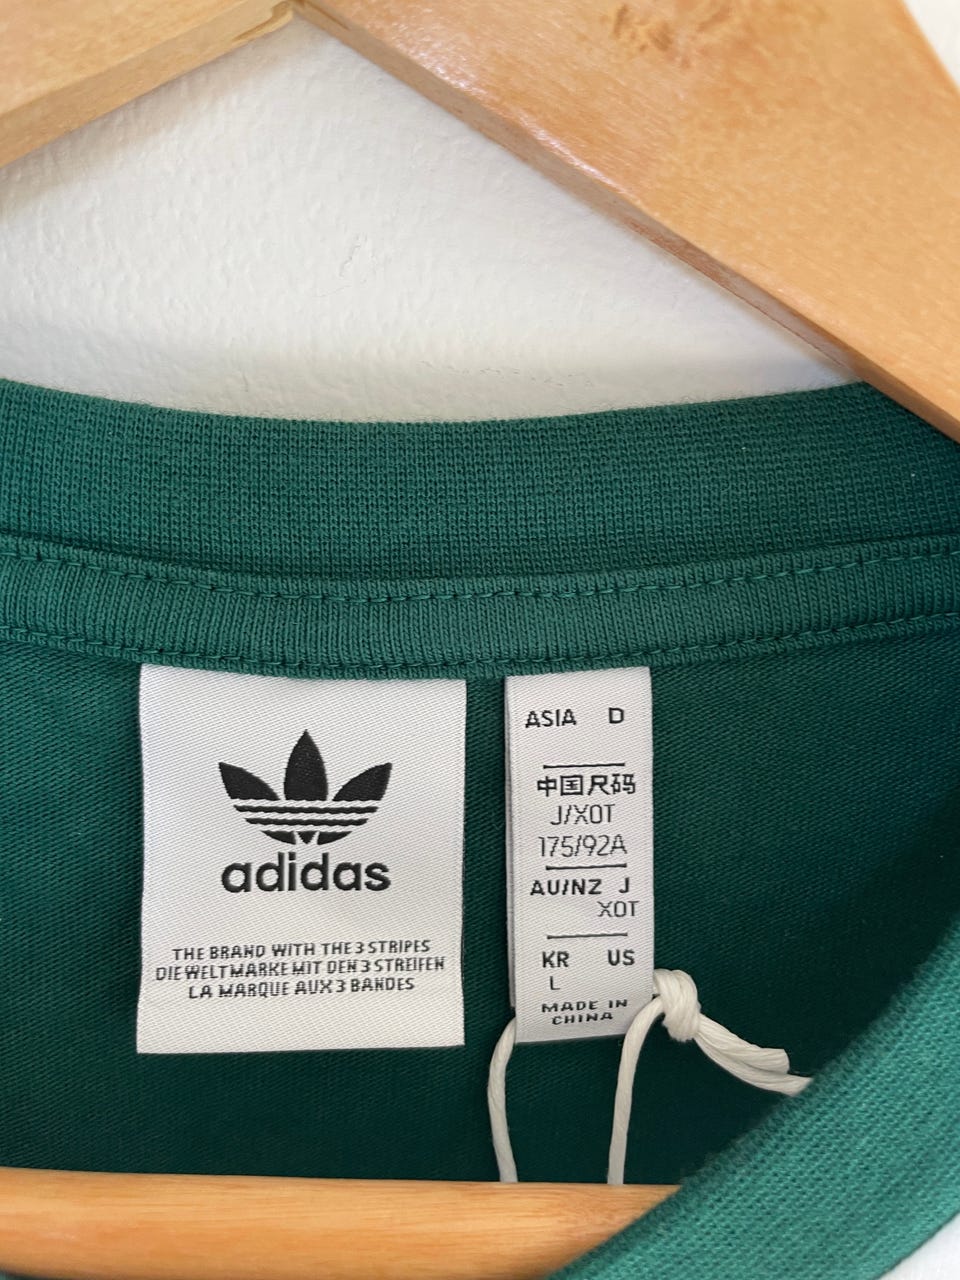 adidas
THE BRAND WITH THE 3 STRIPES
DIE WELTMARKE MIT DEN 3 STREIFEN
LA MARQUE AUX 3 BANDES
ASIA D
中国尺码
J/XOT
175/92A
AU/NZ J
XOT
KR US
L
MADE IN
CHINA